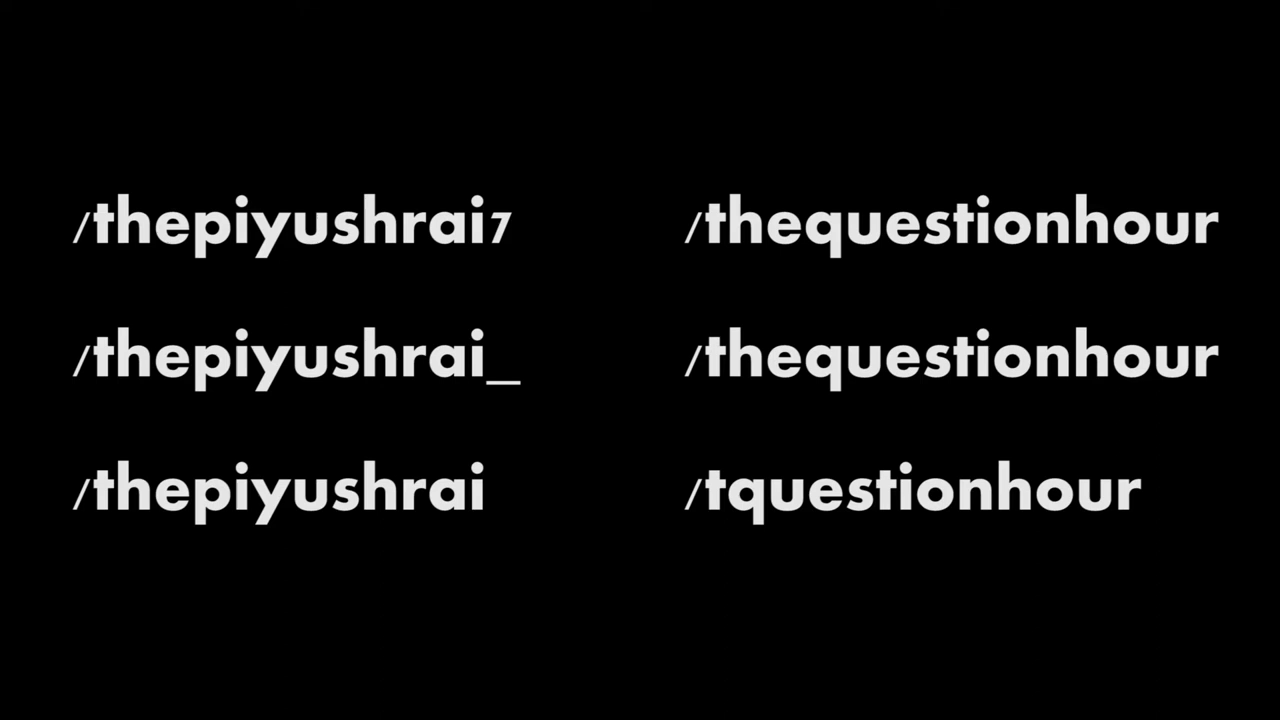 /thepiyushrai7
/thepiyushrai_
/thepiyushrai
/thequestionhour
/thequestionhour
/tquestionhour